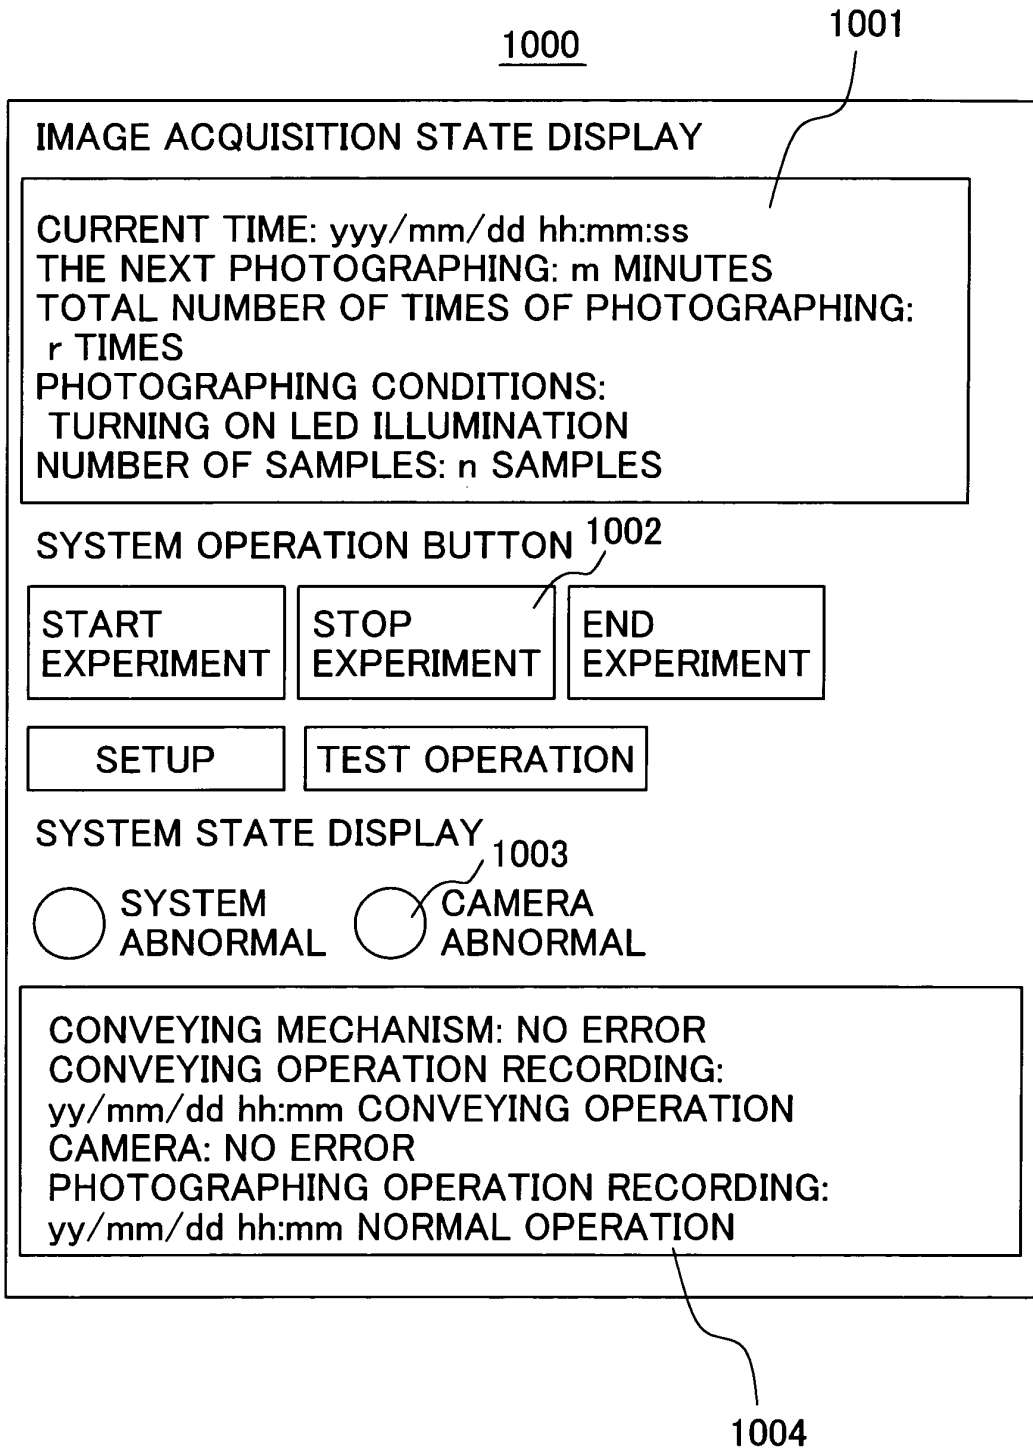 1000
1001
IMAGE ACQUISITION STATE DISPLAY
CURRENT TIME: yyy/mm/dd hh:mm:ss
THE NEXT PHOTOGRAPHING: m MINUTES
TOTAL NUMBER OF TIMES OF PHOTOGRAPHING:
r TIMES
PHOTOGRAPHING CONDITIONS:
TURNING ON LED ILLUMINATION
NUMBER OF SAMPLES: n SAMPLES
SYSTEM OPERATION BUTTON
1002
START
EXPERIMENT
STOP
EXPERIMENT
END
EXPERIMENT
SETUP
TEST OPERATION
SYSTEM STATE DISPLAY
1003
SYSTEM
ABNORMAL
CAMERA
ABNORMAL
CONVEYING MECHANISM: NO ERROR
CONVEYING OPERATION RECORDING:
yy/mm/dd hh:mm CONVEYING OPERATION
CAMERA: NO ERROR
PHOTOGRAPHING OPERATION RECORDING:
yy/mm/dd hh:mm NORMAL OPERATION
1004